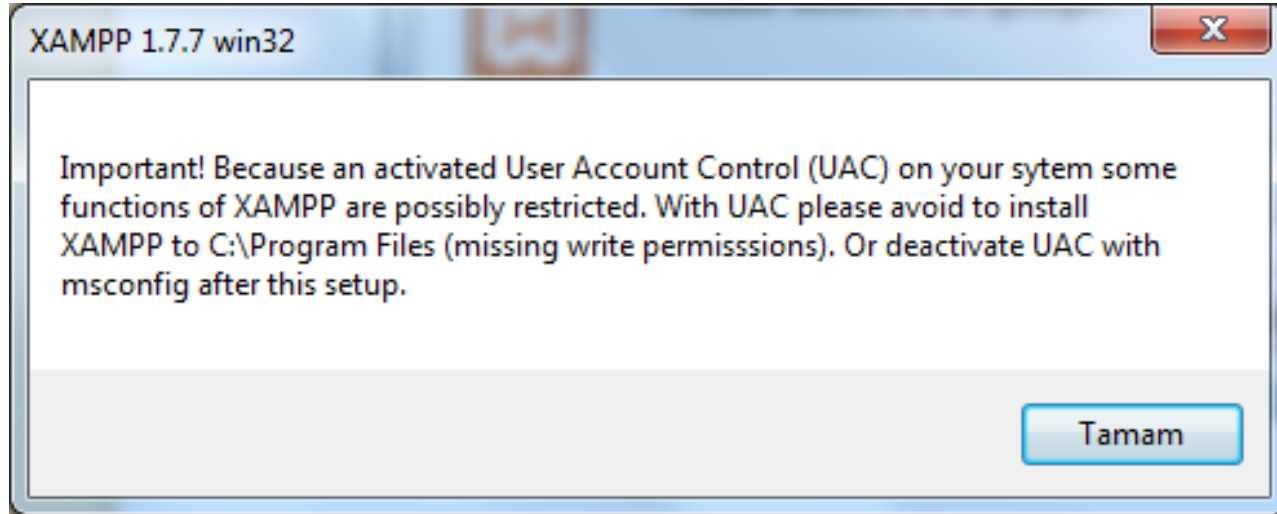 XAMPP 1.7.7 win32
Important! Because an activated User Account Control (UAC) on your sytem some
functions of XAMPP are possibly restricted. With UAC please avoid to install
XAMPP to C:\Program Files (missing write permisssions). Or deactivate UAC with
msconfig after this setup.
Tamam